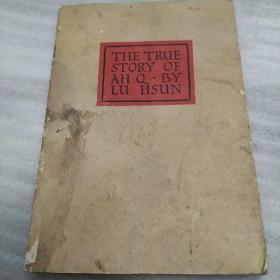 THE TRUE
STORY OF
AH Q · BY
LU HSUN